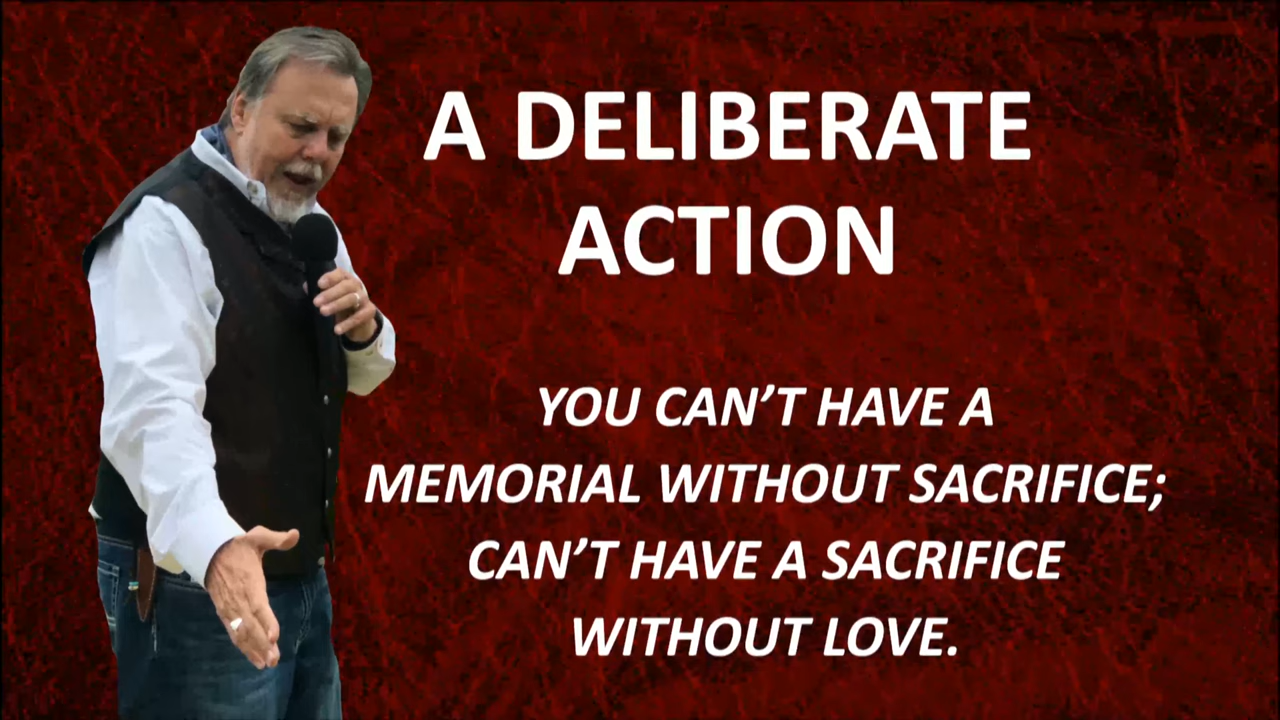 A DELIBERATE
ACTION
YOU CAN’T HAVE A
MEMORIAL WITHOUT SACRIFICE;
CAN’T HAVE A SACRIFICE
WITHOUT LOVE.